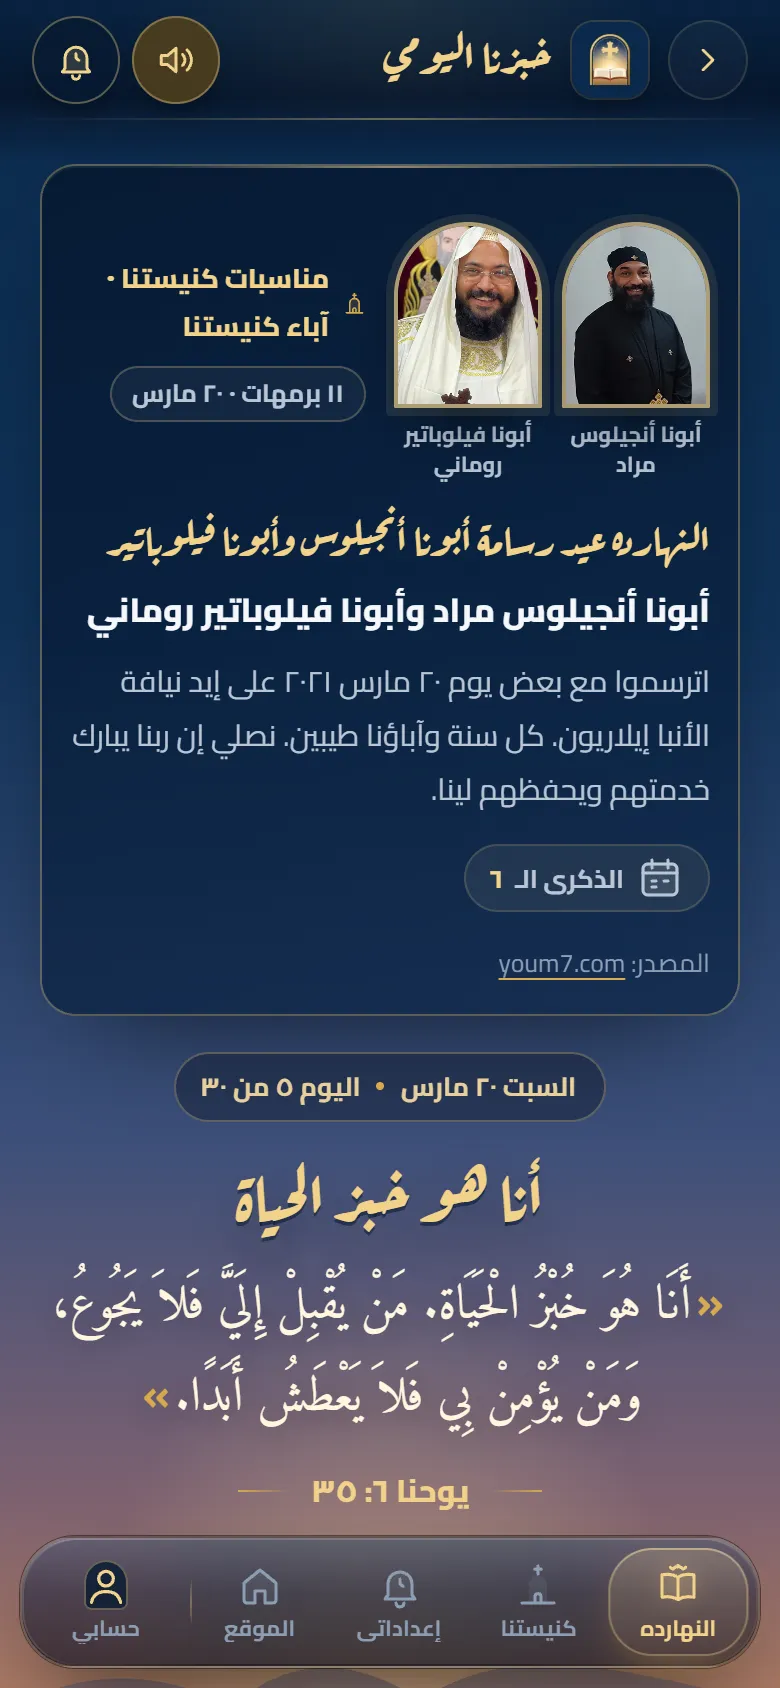 خبزنا اليومي
مناسبات كنيستنا ·
آباء كنيستنا
١١ برمهات · ٢٠ مارس
أبونا أنجيلوس
مراد
أبونا فيلوباتير
روماني
النهارده عيد رسامة أبونا أنجيلوس وأبونا فيلوباتير
أبونا أنجيلوس مراد وأبونا فيلوباتير روماني
اترسموا مع بعض يوم ٢٠ مارس ٢٠٢١ على إيد نيافة
الأنبا إيلاريون. كل سنة وآباؤنا طيبين. نصلي إن ربنا يبارك
خدمتهم ويحفظهم لينا.
الذكرى الـ ٦
المصدر: youm7.com
السبت ٢٠ مارس • اليوم ٥ من ٣٠
أنا هو خبز الحياة
«أَنَا هُوَ خُبْزُ الْحَيَاةِ. مَنْ يُقْبِلْ إِلَيَّ فَلاَ يَجُوعُ،
وَمَنْ يُؤْمِنْ بِي فَلاَ يَعْطَشُ أَبَدًا.»
يوحنا ٦: ٣٥
النهارده
كنيستنا
إعداداتى
الموقع
حسابي